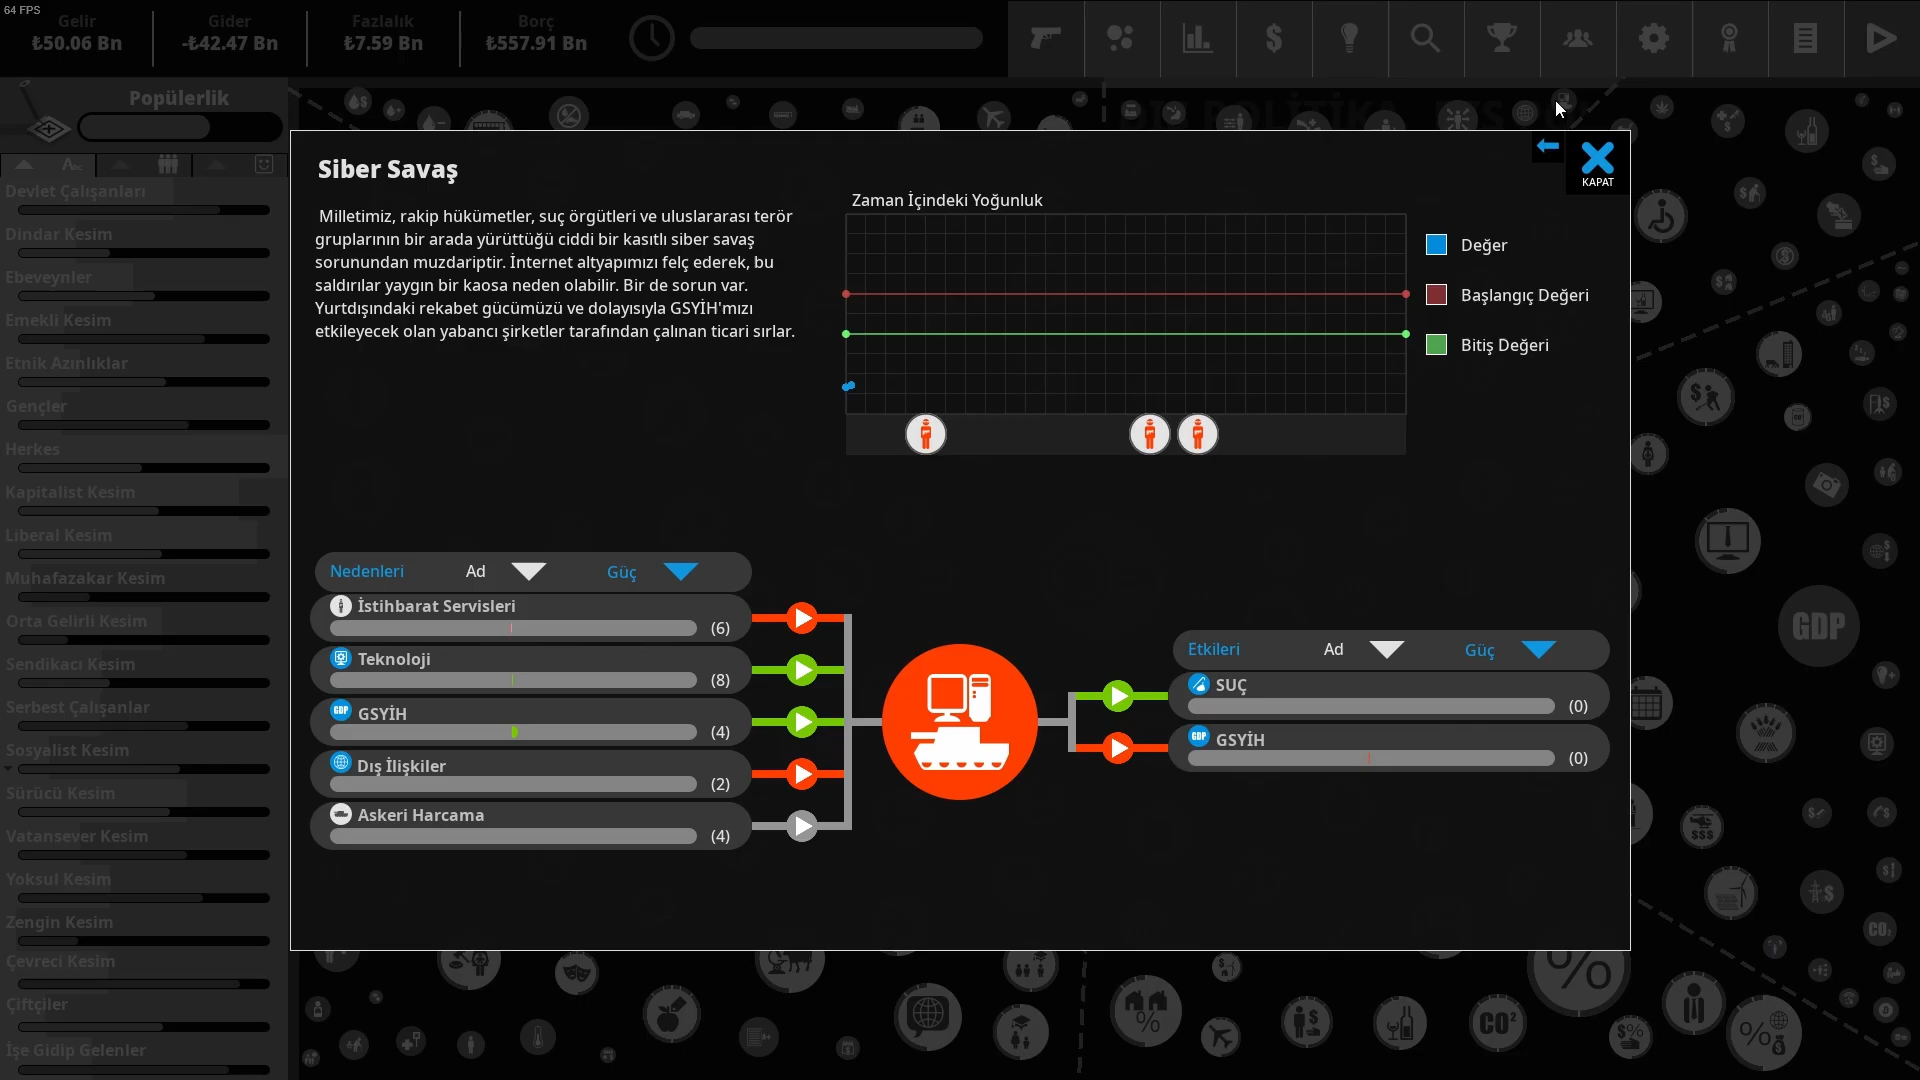 64 FPS
Gelir
₺50.06 Bn
Gider
-₺42.47 Bn
Fazlalık
₺7.59 Bn
Borç
₺557.91 Bn
Popülerlik
Devlet Çalışanları
Dindar Kesim
Ebeveynler
Emekli Kesim
Etnik Azınlıklar
Gençler
Herkes
Kapitalist Kesim
Liberal Kesim
Muhafazakar Kesim
Orta Gelirli Kesim
Sendikacı Kesim
Serbest Çalışanlar
Sosyalist Kesim
Sürücü Kesim
Vatansever Kesim
Yoksul Kesim
Zengin Kesim
Çevreci Kesim
Çiftçiler
İşe Gidip Gelenler
Siber Savaş
KAPAT
Milletimiz, rakip hükümetler, suç örgütleri ve uluslararası terör
gruplarının bir arada yürüttüğü ciddi bir kasıtlı siber savaş
sorunundan muzdariptir. İnternet altyapımızı felç ederek, bu
saldırılar yaygın bir kaosa neden olabilir. Bir de sorun var.
Yurtdışındaki rekabet gücümüzü ve dolayısıyla GSYİH'mızı
etkileyecek olan yabancı şirketler tarafından çalınan ticari sırlar.
Zaman İçindeki Yoğunluk
Değer
Başlangıç Değeri
Bitiş Değeri
Nedenleri Ad Güç
İstihbarat Servisleri
(6)
Teknoloji
(8)
GDP GSYİH
(4)
Dış İlişkiler
(2)
Askeri Harcama
(4)
Etkileri Ad Güç
SUÇ
(0)
GDP GSYİH
(0)
GDP
CO²